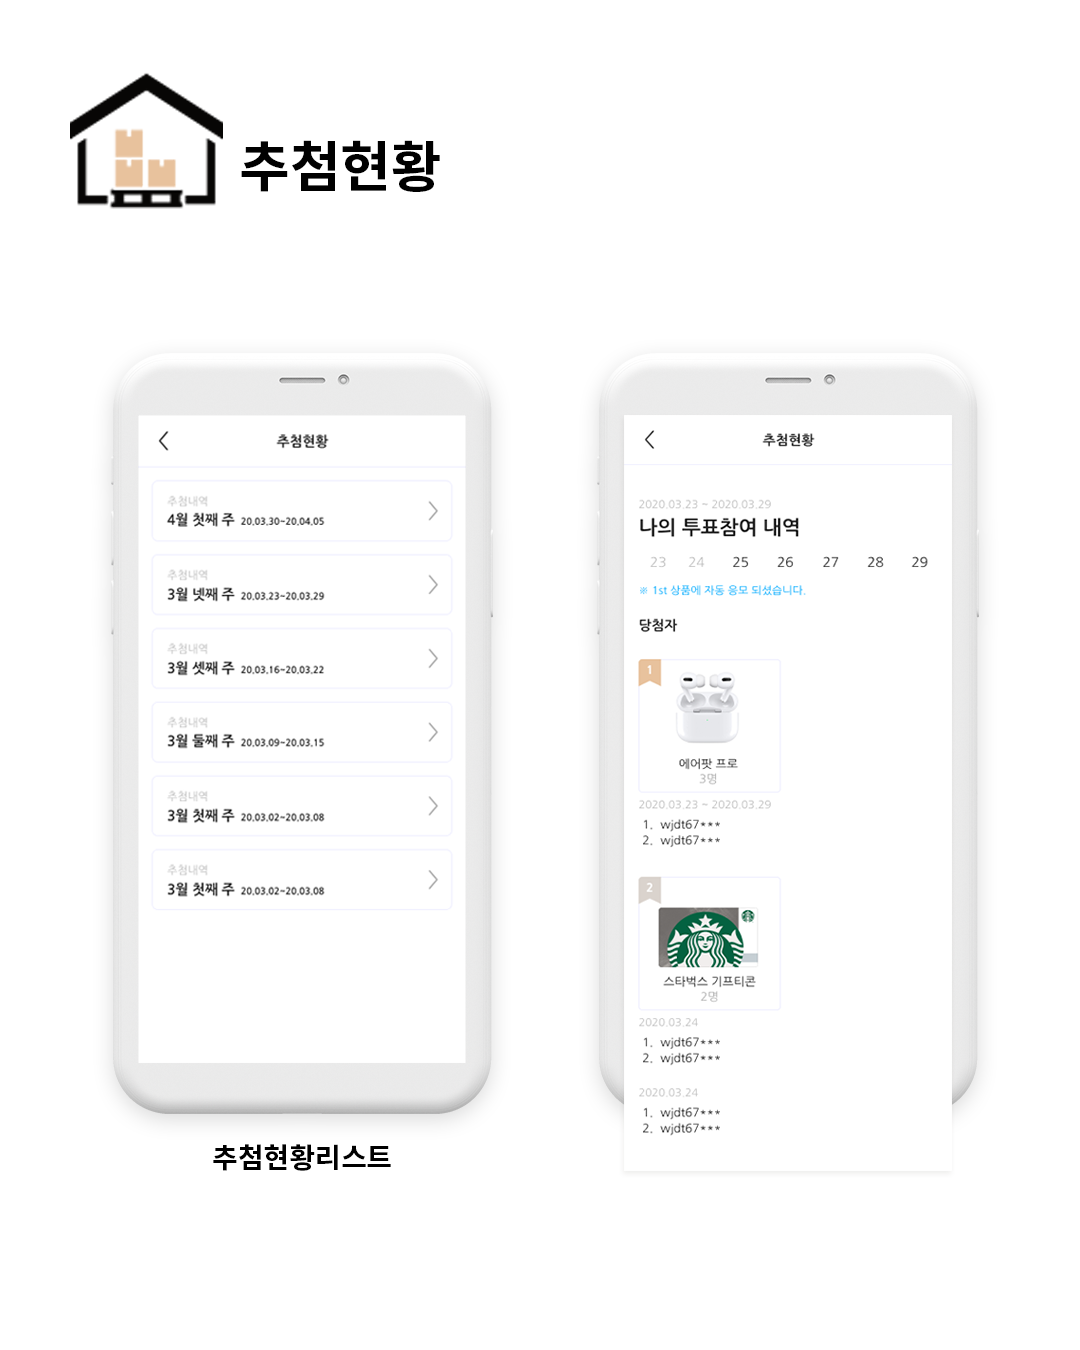 추첨현황
추첨현황
추첨내역
4월 첫째 주 20.03.30~20.04.05
추첨내역
3월 넷째 주 20.03.23~20.03.29
추첨내역
3월 셋째 주 20.03.16~20.03.22
추첨내역
3월 둘째 주 20.03.09~20.03.15
추첨내역
3월 첫째 주 20.03.02~20.03.08
추첨내역
3월 첫째 주 20.03.02~20.03.08
추첨현황리스트
추첨현황
2020.03.23 ~ 2020.03.29
나의 투표참여 내역
23 24 25 26 27 28 29
※ 1st 상품에 자동 응모 되셨습니다.
당첨자
1
에어팟 프로
3명
2020.03.23 ~ 2020.03.29
1. wjdt67***
2. wjdt67***
2
스타벅스 기프티콘
2명
2020.03.24
1. wjdt67***
2. wjdt67***
2020.03.24
1. wjdt67***
2. wjdt67***